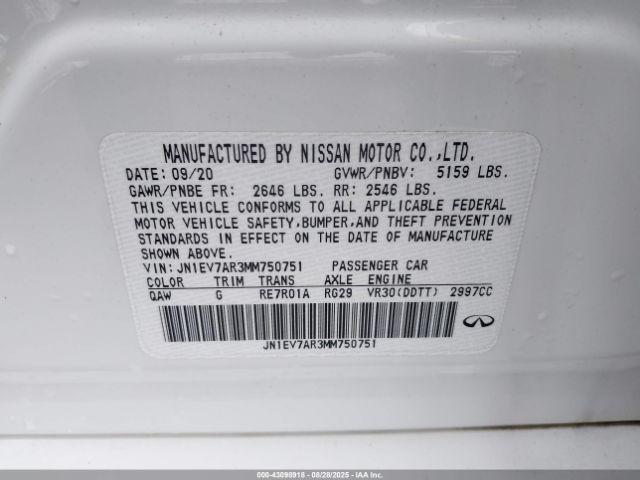 MANUFACTURED BY NISSAN MOTOR CO.,LTD.
DATE: 09/20 GVWR/PNBV: 5159 LBS.
GAWR/PNBE FR: 2646 LBS. RR: 2546 LBS.
THIS VEHICLE CONFORMS TO ALL APPLICABLE FEDERAL
MOTOR VEHICLE SAFETY,BUMPER,AND THEFT PREVENTION
STANDARDS IN EFFECT ON THE DATE OF MANUFACTURE
SHOWN ABOVE.
VIN: JN1EV7AR3MM750751 PASSENGER CAR
COLOR TRIM TRANS AXLE ENGINE
QAW G RE7R01A RG29 VR30(DDTT) 2997CC
JN1EV7AR3MM750751
000-43098918 - 08/28/2025 - IAA Inc.